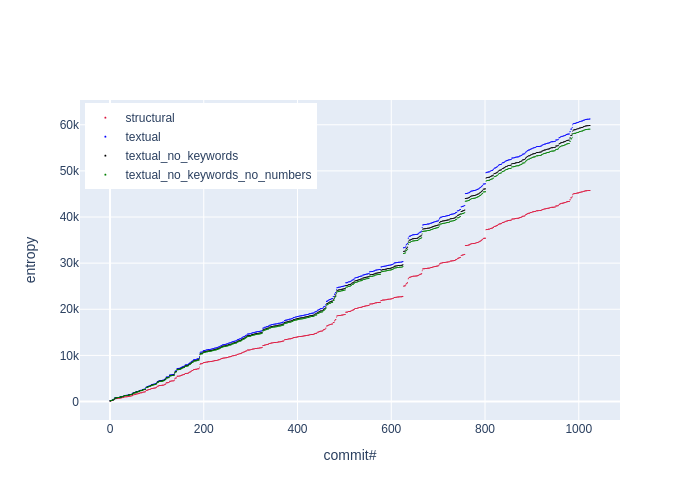 structural
textual
textual_no_keywords
textual_no_keywords_no_numbers
60k
50k
40k
30k
20k
10k
0
entropy
0 200 400 600 800 1000
commit#